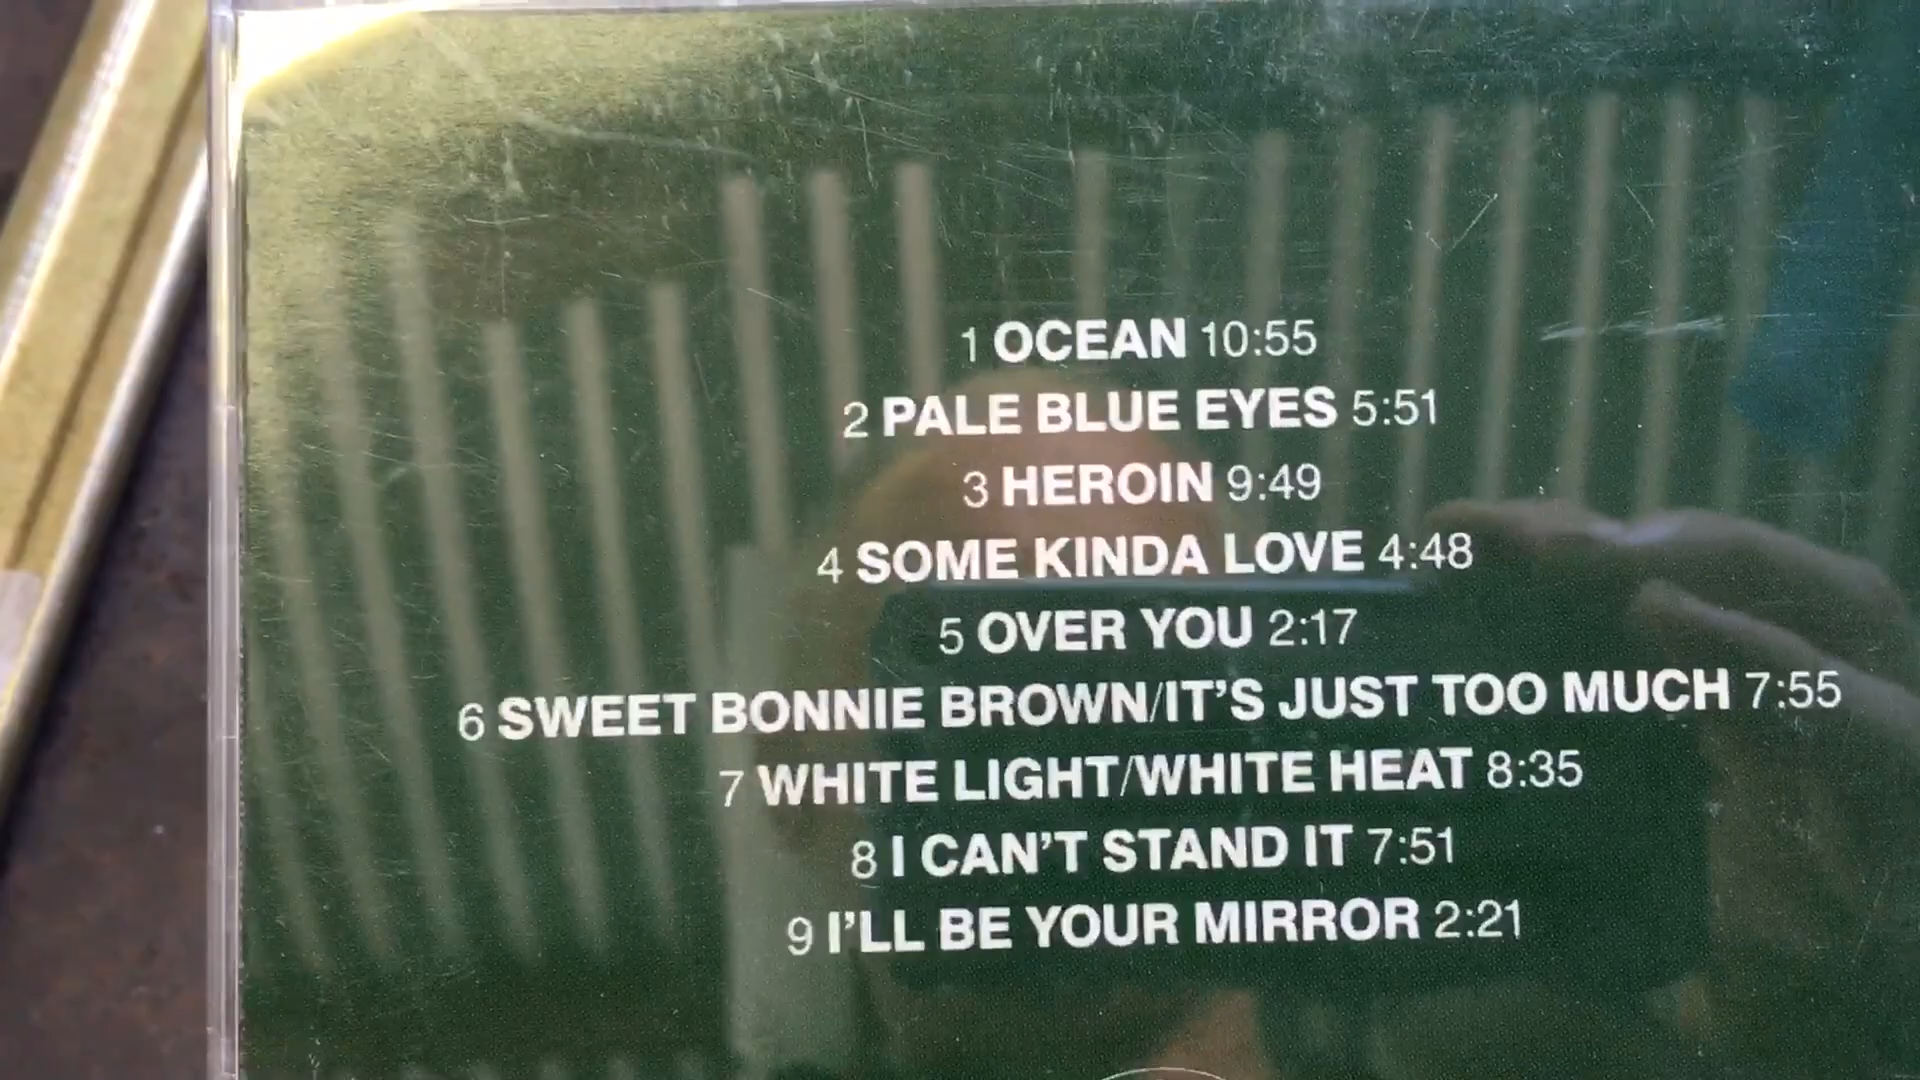 1 OCEAN 10:55
2 PALE BLUE EYES 5:51
3 HEROIN 9:49
4 SOME KINDA LOVE 4:48
5 OVER YOU 2:17
6 SWEET BONNIE BROWN/IT'S JUST TOO MUCH 7:55
7 WHITE LIGHT/WHITE HEAT 8:35
8 I CAN'T STAND IT 7:51
9 I'LL BE YOUR MIRROR 2:21